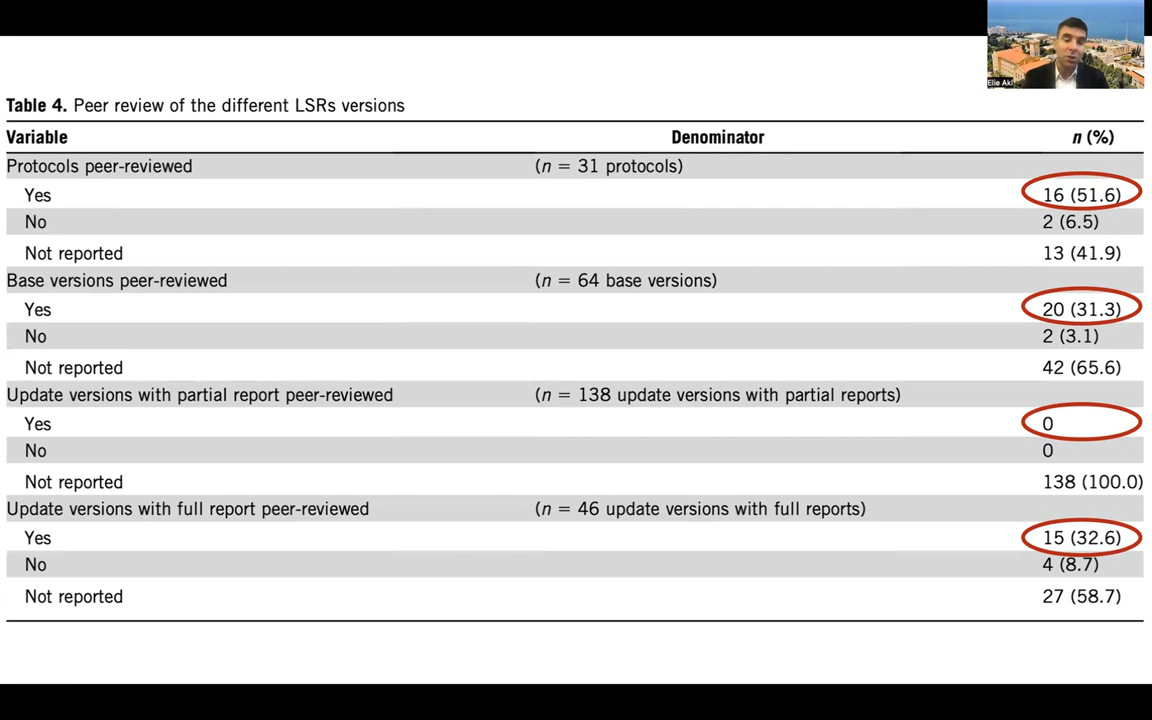 Elie Akl
Table 4. Peer review of the different LSRs versions
Variable Denominator n (%)
Protocols peer-reviewed (n = 31 protocols)
Yes 16 (51.6)
No 2 (6.5)
Not reported 13 (41.9)
Base versions peer-reviewed (n = 64 base versions)
Yes 20 (31.3)
No 2 (3.1)
Not reported 42 (65.6)
Update versions with partial report peer-reviewed (n = 138 update versions with partial reports)
Yes 0
No 0
Not reported 138 (100.0)
Update versions with full report peer-reviewed (n = 46 update versions with full reports)
Yes 15 (32.6)
No 4 (8.7)
Not reported 27 (58.7)